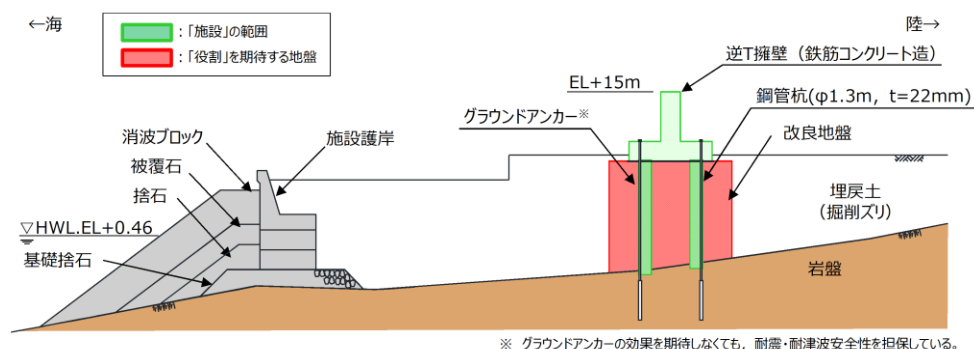 ←海
陸→
:「施設」の範囲
:「役割」を期待する地盤
逆T擁壁(鉄筋コンクリート造)
EL+15m
鋼管杭(φ1.3m, t=22mm)
グラウンドアンカー※
改良地盤
消波ブロック
施設護岸
被覆石
捨石
埋戻土
(掘削ズリ)
▽HWL.EL+0.46
基礎捨石
岩盤
※ グラウンドアンカーの効果を期待しなくても, 耐震・耐津波安全性を担保している。